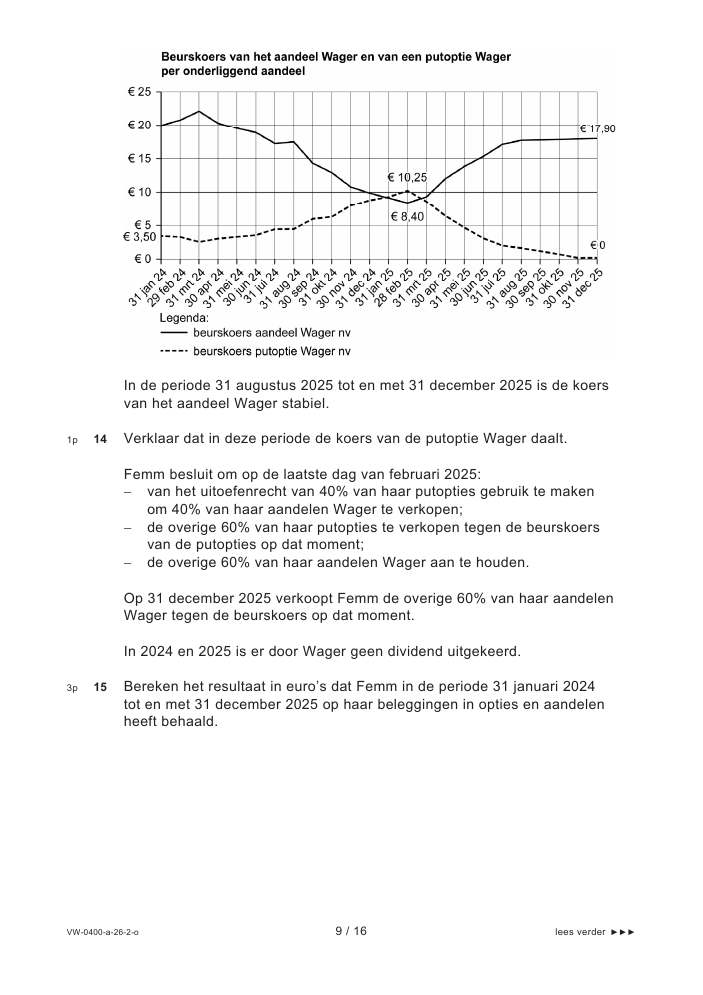 Beurskoers van het aandeel Wager en van een putoptie Wager
per onderliggend aandeel
€ 25
€ 20
€ 15
€ 10
€ 5
€ 3,50
€ 0
€ 17,90
€ 10,25
€ 8,40
€ 0
31 jan 24
29 feb 24
31 mrt 24
30 apr 24
31 mei 24
30 jun 24
31 jul 24
31 aug 24
30 sep 24
31 okt 24
30 nov 24
31 dec 24
31 jan 25
28 feb 25
31 mrt 25
30 apr 25
31 mei 25
30 jun 25
31 jul 25
31 aug 25
30 sep 25
31 okt 25
30 nov 25
31 dec 25
Legenda:
beurskoers aandeel Wager nv
beurskoers putoptie Wager nv
In de periode 31 augustus 2025 tot en met 31 december 2025 is de koers
van het aandeel Wager stabiel.
1p 14 Verklaar dat in deze periode de koers van de putoptie Wager daalt.
Femm besluit om op de laatste dag van februari 2025:
– van het uitoefenrecht van 40% van haar putopties gebruik te maken
om 40% van haar aandelen Wager te verkopen;
– de overige 60% van haar putopties te verkopen tegen de beurskoers
van de putopties op dat moment;
– de overige 60% van haar aandelen Wager aan te houden.
Op 31 december 2025 verkoopt Femm de overige 60% van haar aandelen
Wager tegen de beurskoers op dat moment.
In 2024 en 2025 is er door Wager geen dividend uitgekeerd.
3p 15 Bereken het resultaat in euro's dat Femm in de periode 31 januari 2024
tot en met 31 december 2025 op haar beleggingen in opties en aandelen
heeft behaald.
VW-0400-a-26-2-o
9 / 16
lees verder ►►►